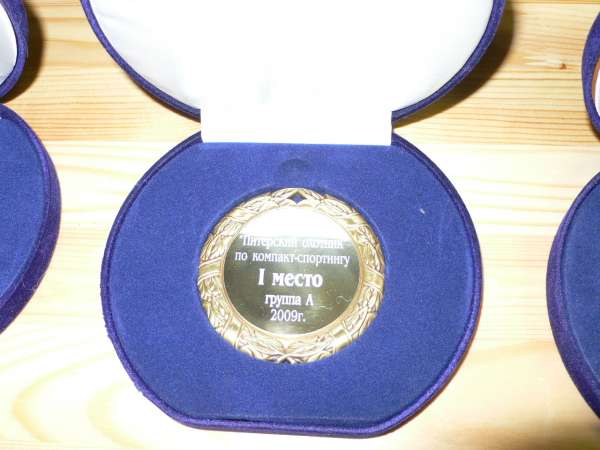 "Питерский охотник"
по компакт-спортингу
I место
группа А
2009г.